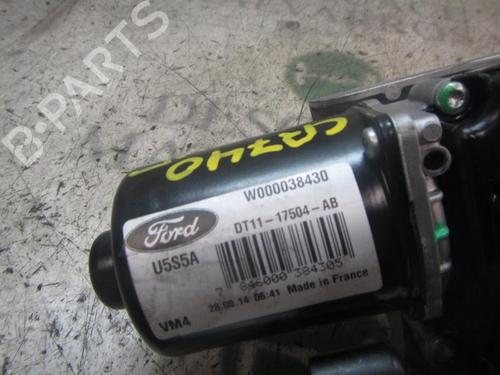 B-PARTS
GRZ40
W000038430
Ford
DT11-17504-AB
U5S5A
7 846000 384305
VM4
28.08.14 06:41 Made in France